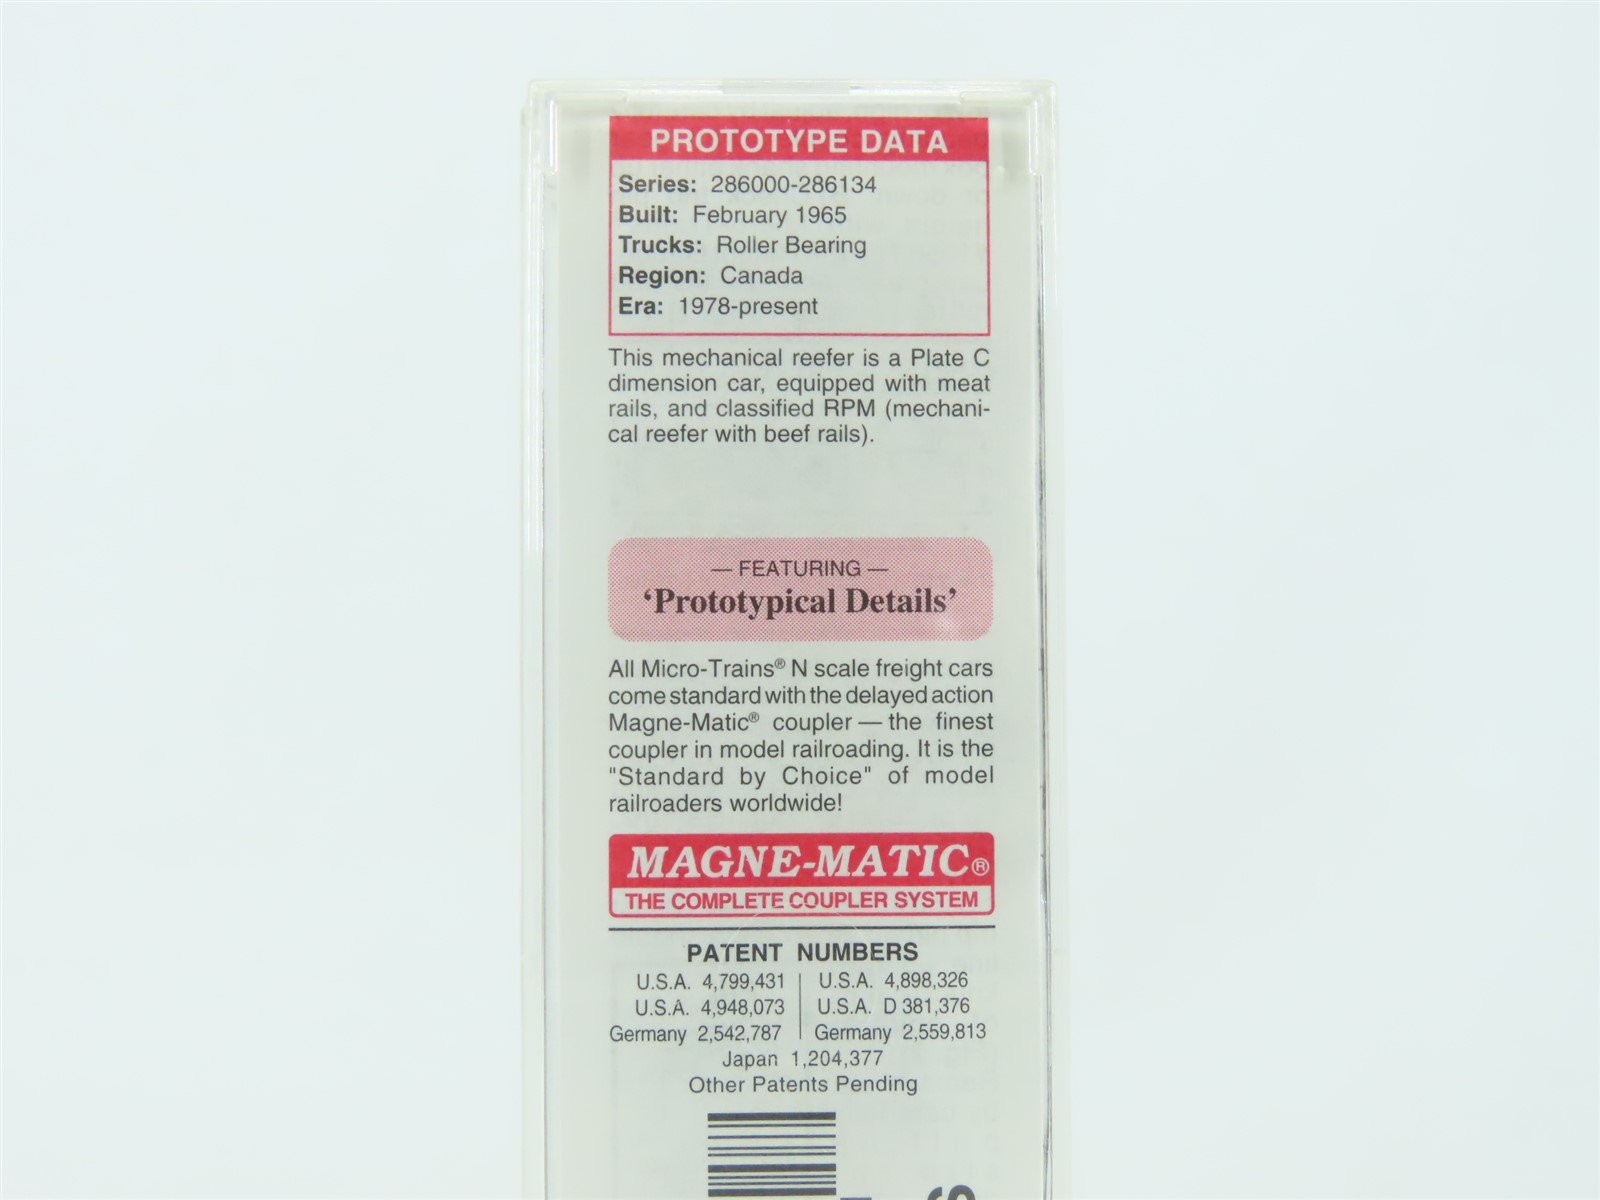 PROTOTYPE DATA
Series: 286000-286134
Built: February 1965
Trucks: Roller Bearing
Region: Canada
Era: 1978-present
This mechanical reefer is a Plate C
dimension car, equipped with meat
rails, and classified RPM (mechani-
cal reefer with beef rails).
— FEATURING —
‘Prototypical Details’
All Micro-Trains® N scale freight cars
come standard with the delayed action
Magne-Matic® coupler — the finest
coupler in model railroading. It is the
"Standard by Choice" of model
railroaders worldwide!
MAGNE-MATIC®
THE COMPLETE COUPLER SYSTEM
PATENT NUMBERS
U.S.A. 4,799,431 U.S.A. 4,898,326
U.S.A. 4,948,073 U.S.A. D 381,376
Germany 2,542,787 Germany 2,559,813
Japan 1,204,377
Other Patents Pending